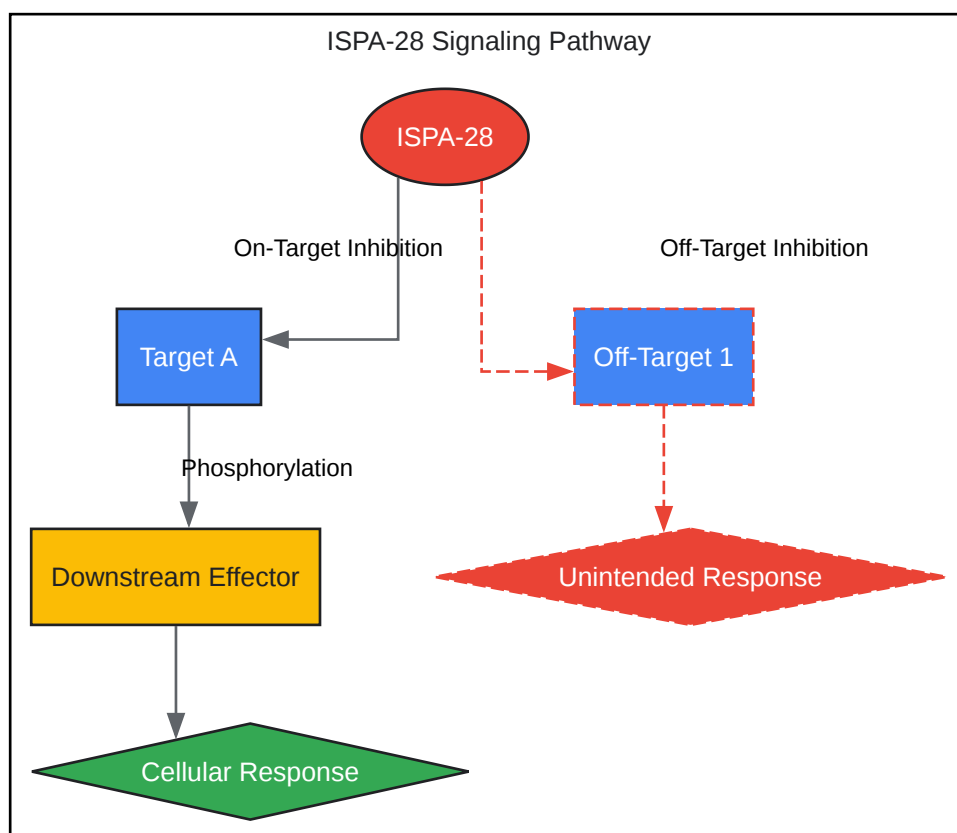 ISPA-28 Signaling Pathway
ISPA-28
On-Target Inhibition
Off-Target Inhibition
Target A
Off-Target 1
Phosphorylation
Downstream Effector
Unintended Response
Cellular Response